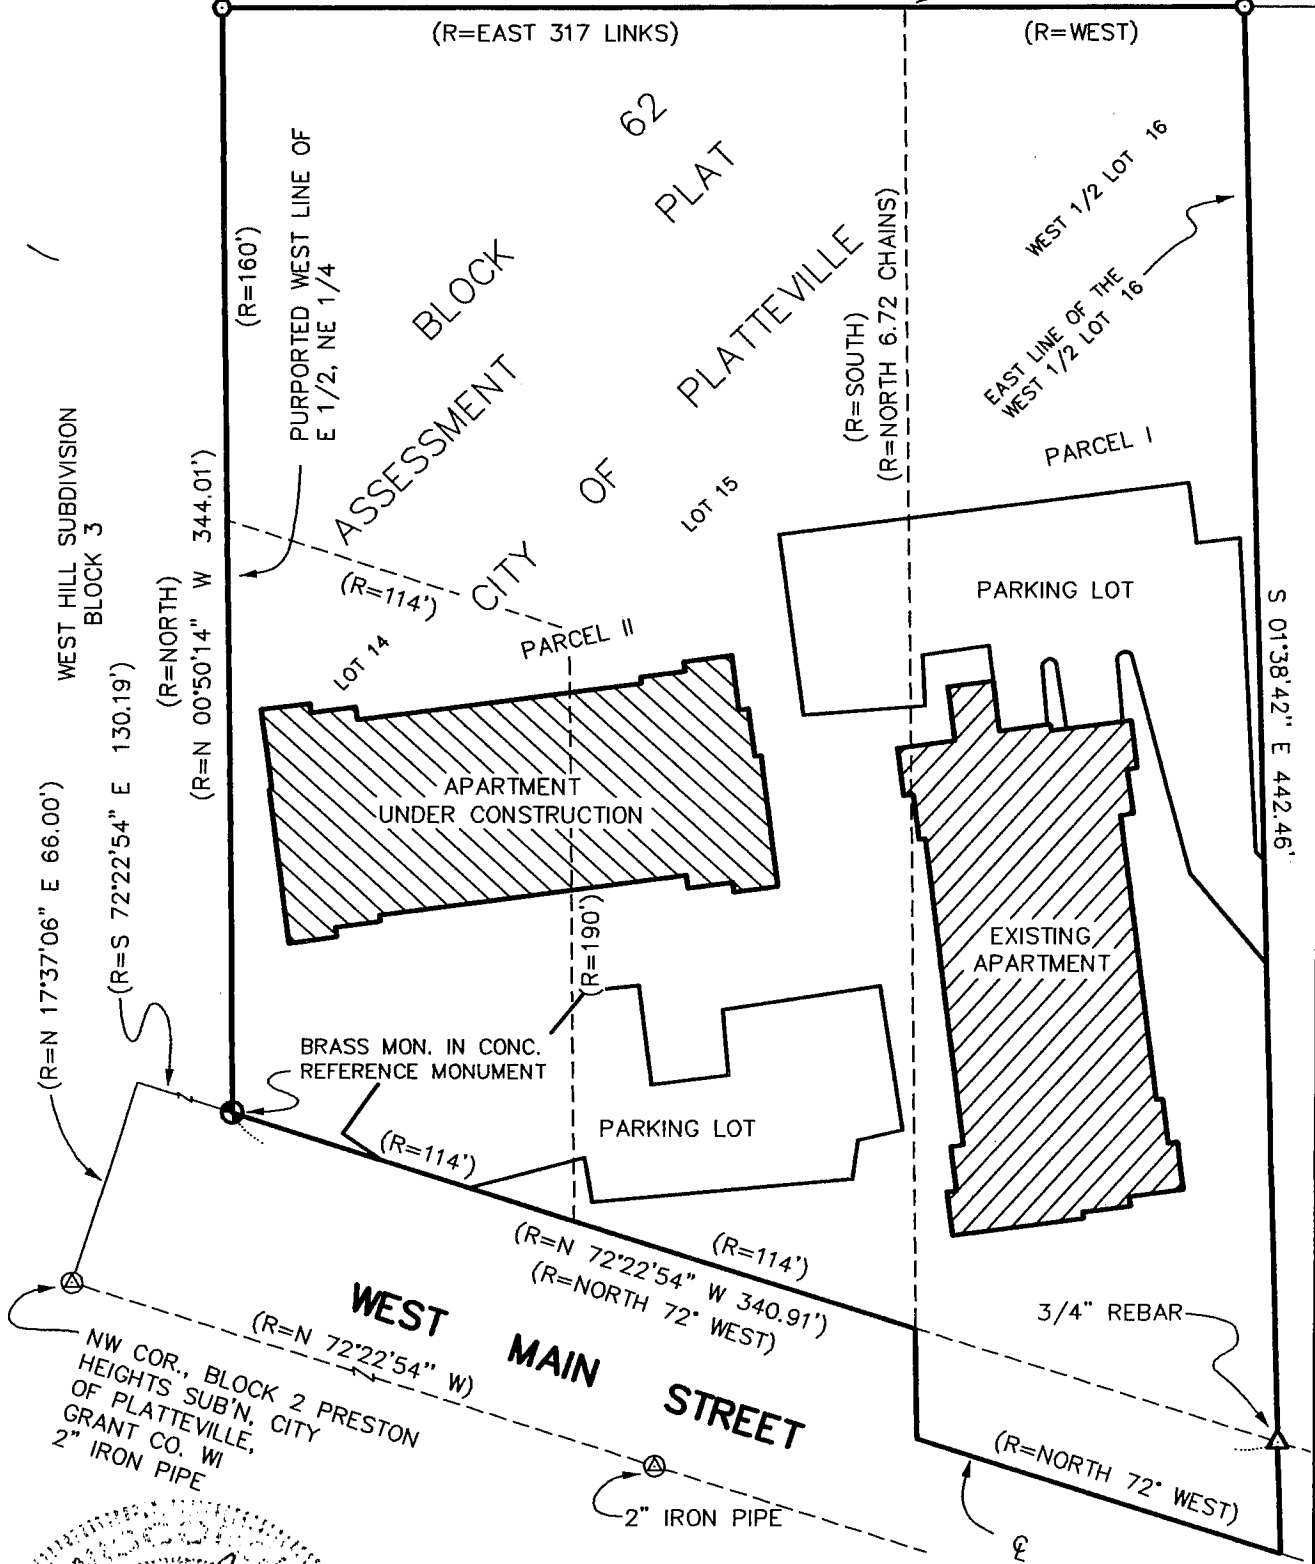 (R=EAST 317 LINKS)
(R=WEST)
62
BLOCK
PLAT
ASSESSMENT
PLATTEVILLE
OF
CITY
WEST 1/2 LOT 16
EAST LINE OF THE
WEST 1/2 LOT 16
PURPORTED WEST LINE OF
E 1/2, NE 1/4
(R=160')
(R=SOUTH)
(R=NORTH 6.72 CHAINS)
LOT 15
PARCEL I
PARKING LOT
WEST HILL SUBDIVISION
BLOCK 3
(R=NORTH)
(R=N 00°50'14" W 344.01')
(R=114')
LOT 14
PARCEL II
S 01°38'42" E 442.46'
(R=S 72°22'54" E 130.19')
(R=N 17°37'06" E 66.00')
APARTMENT
UNDER CONSTRUCTION
(R=190')
EXISTING
APARTMENT
BRASS MON. IN CONC.
REFERENCE MONUMENT
PARKING LOT
(R=114')
(R=114')
(R=N 72°22'54" W 340.91')
(R=NORTH 72° WEST)
WEST MAIN STREET
(R=N 72°22'54" W)
3/4" REBAR
NW COR., BLOCK 2 PRESTON
HEIGHTS SUB'N, CITY
OF PLATTEVILLE,
GRANT CO. WI
2" IRON PIPE
2" IRON PIPE
(R=NORTH 72° WEST)
℄